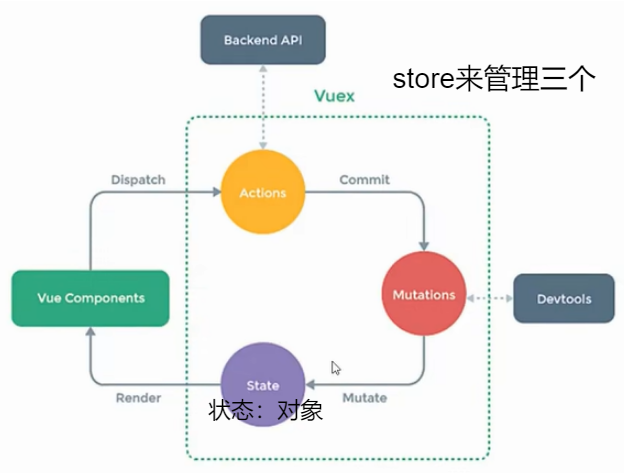 Backend API
store来管理三个
Vuex
Dispatch
Actions
Commit
Vue Components
Mutations
Devtools
State
Render
状态：对象
Mutate